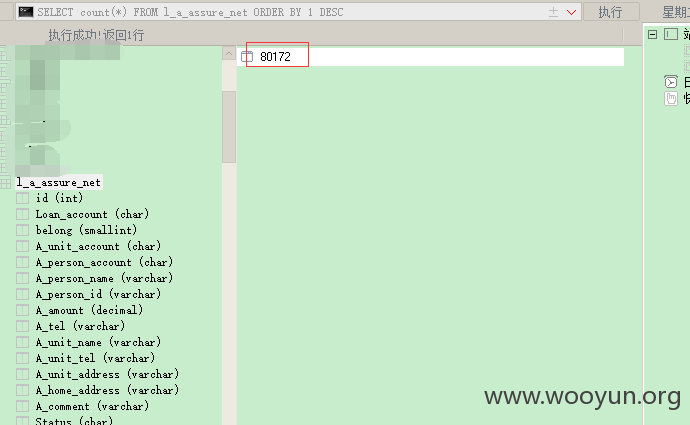 SELECT count(*) FROM l_a_assure_net ORDER BY 1 DESC
执行
执行成功!返回1行
80172
l_a_assure_net
id (int)
Loan_account (char)
belong (smallint)
A_unit_account (char)
A_person_account (char)
A_person_name (varchar)
A_person_id (varchar)
A_amount (decimal)
A_tel (varchar)
A_unit_name (varchar)
A_unit_tel (varchar)
A_unit_address (varchar)
A_home_address (varchar)
A_comment (varchar)
Status (char)
星期
站
www.wooyun.org